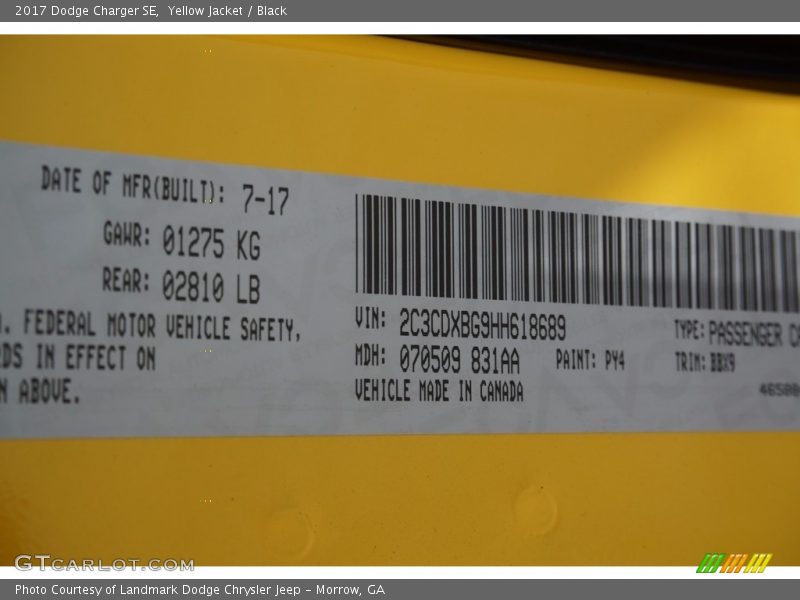 2017 Dodge Charger SE,  Yellow Jacket / Black
DATE OF MFR(BUILT): 7-17
GAWR: 01275 KG
REAR: 02810 LB
FEDERAL MOTOR VEHICLE SAFETY,
IN EFFECT ON
ABOVE.
VIN: 2C3CDXBG9HH618689
TYPE: PASSENGER
MDH: 070509 831AA
PAINT: PY4
TRIM: BBX9
VEHICLE MADE IN CANADA
GTCARLOT.COM
Photo Courtesy of Landmark Dodge Chrysler Jeep - Morrow, GA